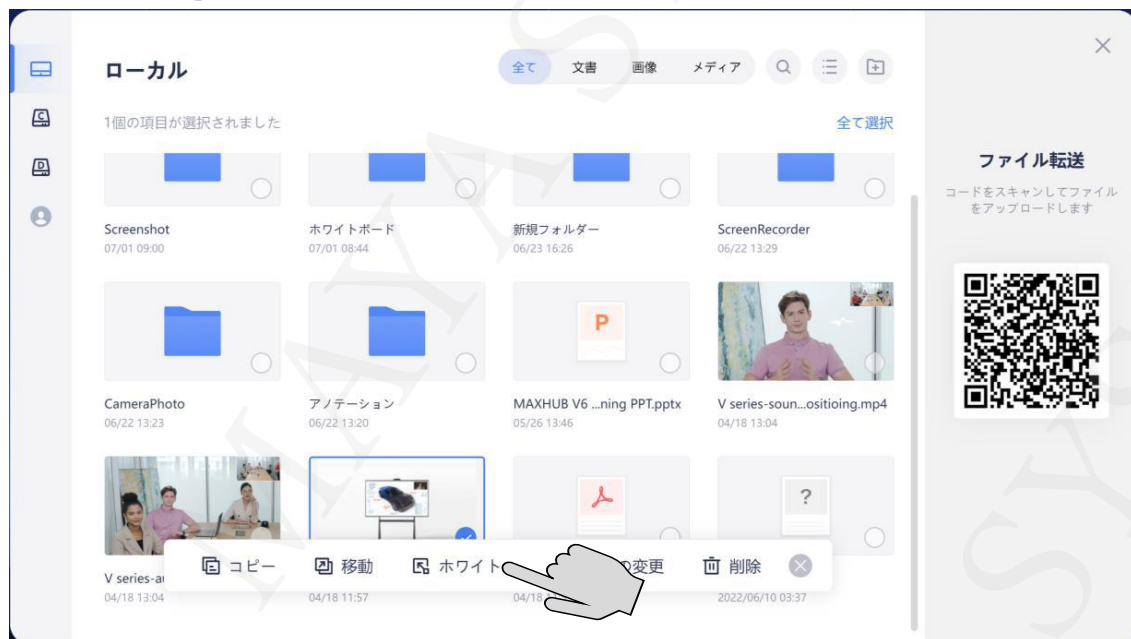 ローカル
全て 文書 画像 メディア
1個の項目が選択されました
全て選択
Screenshot
07/01 09:00
ホワイトボード
07/01 08:44
新規フォルダー
06/23 16:26
ScreenRecorder
06/22 13:29
CameraPhoto
06/22 13:23
アノテーション
06/22 13:20
P
MAXHUB V6 ...ning PPT.pptx
05/26 13:46
V series-soun...ositioing.mp4
04/18 13:04
?
コピー 移動 ホワイト の変更 削除
V series-au
04/18 13:04
04/18 11:57
04/18
2022/06/10 03:37
C
D
ファイル転送
コードをスキャンしてファイル
をアップロードします
MAYA SYS